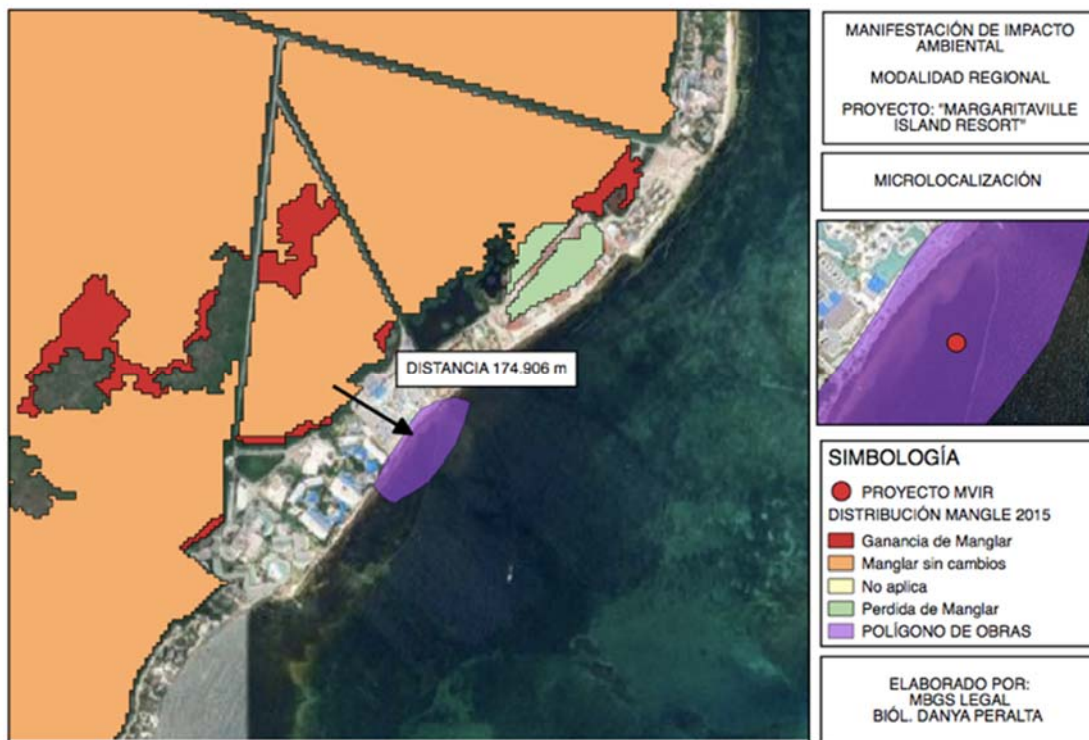 MANIFESTACIÓN DE IMPACTO
AMBIENTAL
MODALIDAD REGIONAL
PROYECTO: "MARGARITAVILLE
ISLAND RESORT"
MICROLOCALIZACIÓN
DISTANCIA 174.906 m
SIMBOLOGÍA
PROYECTO MVIR
DISTRIBUCIÓN MANGLE 2015
Ganancia de Manglar
Manglar sin cambios
No aplica
Perdida de Manglar
POLÍGONO DE OBRAS
ELABORADO POR:
MBGS LEGAL
BIÓL. DANYA PERALTA